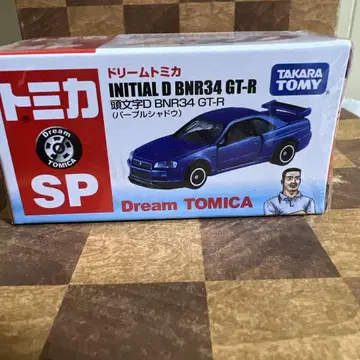 トミカ
Dream
TOMICA
SP
ドリームトミカ
INITIAL D BNR34 GT-R
頭文字D BNR34 GT-R
(パープルシャドウ)
TAKARA
TOMY
Dream TOMICA